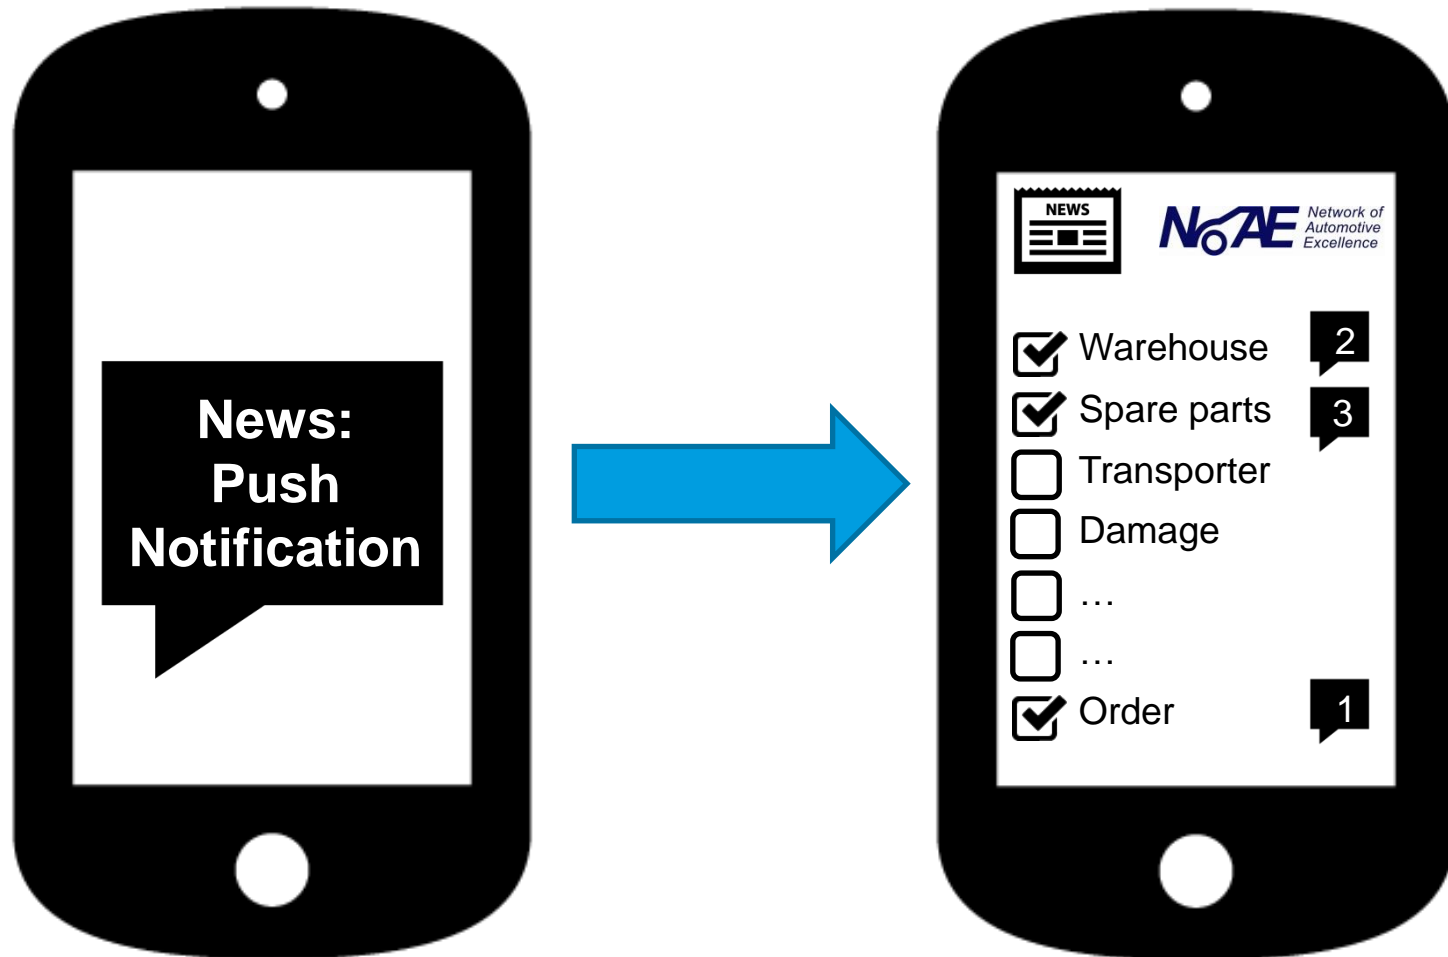 News:
Push
Notification
NEWS
NoAE Network of
Automotive
Excellence
Warehouse 2
Spare parts 3
Transporter
Damage
…
…
Order 1